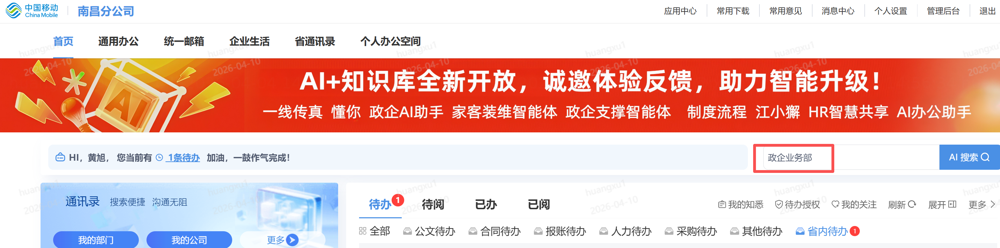 中国移动
China Mobile
南昌分公司
应用中心 常用下载 常用意见 消息中心 个人设置 管理后台 退出
首页 通用办公 统一邮箱 企业生活 省通讯录 个人办公空间
AI+知识库全新开放，诚邀体验反馈，助力智能升级！
一线传真 懂你 政企AI助手 家客装维智能体 政企支撑智能体 制度流程 江小獬 HR智慧共享 AI办公助手
AI
HI，黄旭， 您当前有 1条待办 加油，一鼓作气完成！
政企业务部
AI 搜索
通讯录 搜索便捷 沟通无阻
我的部门 我的公司 更多
待办 1 待阅 已办 已阅
我的知悉 待办授权 我的关注 刷新 展开 更多
全部 公文待办 合同待办 报账待办 人力待办 采购待办 其他待办 省内待办 1
huangxu1
2026-04-10